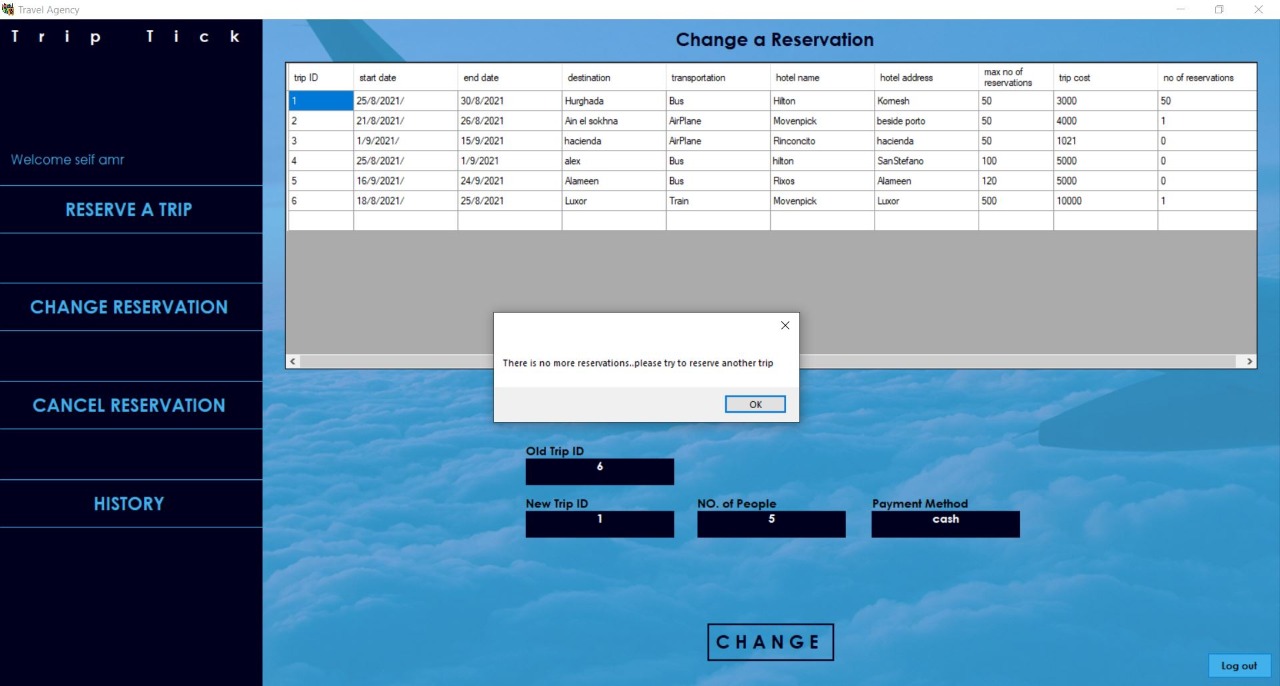 Travel Agency
Trip Tick
Welcome seif amr
RESERVE A TRIP
CHANGE RESERVATION
CANCEL RESERVATION
HISTORY
Change a Reservation
trip ID start date end date destination transportation hotel name hotel address max no of reservations trip cost no of reservations
1 25/8/2021/ 30/8/2021 Hurghada Bus Hilton Kornesh 50 3000 50
2 21/8/2021/ 26/8/2021 Ain el sokhna AirPlane Movenpick beside porto 50 4000 1
3 1/9/2021/ 15/9/2021 hacienda AirPlane Rinconcito hacienda 50 1021 0
4 25/8/2021/ 1/9/2021 alex Bus hilton SanStefano 100 5000 0
5 16/9/2021/ 24/9/2021 Alameen Bus Rixos Alameen 120 5000 0
6 18/8/2021/ 25/8/2021 Luxor Train Movenpick Luxor 500 10000 1
There is no more reservations..please try to reserve another trip
OK
Old Trip ID
6
New Trip ID NO. of People Payment Method
1 5 cash
CHANGE
Log out